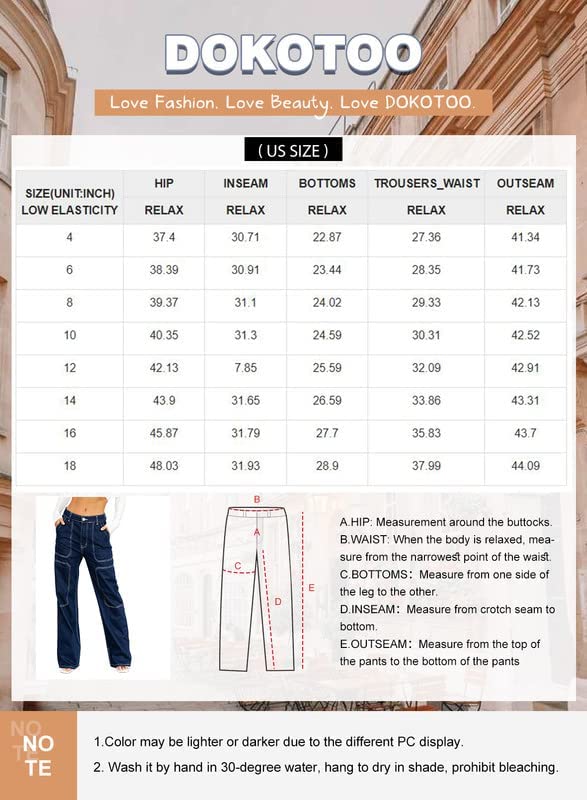 DOKOTOO
Love Fashion. Love Beauty. Love DOKOTOO.
( US SIZE )
SIZE(UNIT:INCH) HIP INSEAM BOTTOMS TROUSERS_WAIST OUTSEAM
LOW ELASTICITY RELAX RELAX RELAX RELAX RELAX
4 37.4 30.71 22.87 27.36 41.34
6 38.39 30.91 23.44 28.35 41.73
8 39.37 31.1 24.02 29.33 42.13
10 40.35 31.3 24.59 30.31 42.52
12 42.13 7.85 25.59 32.09 42.91
14 43.9 31.65 26.59 33.86 43.31
16 45.87 31.79 27.7 35.83 43.7
18 48.03 31.93 28.9 37.99 44.09
B
A
C
D
E
A.HIP: Measurement around the buttocks.
B.WAIST: When the body is relaxed, mea-
sure from the narrowest point of the waist.
C.BOTTOMS: Measure from one side of
the leg to the other.
D.INSEAM: Measure from crotch seam to
bottom.
E.OUTSEAM: Measure from the top of
the pants to the bottom of the pants
NO
TE
NO
TE
1.Color may be lighter or darker due to the different PC display.
2. Wash it by hand in 30-degree water, hang to dry in shade, prohibit bleaching.